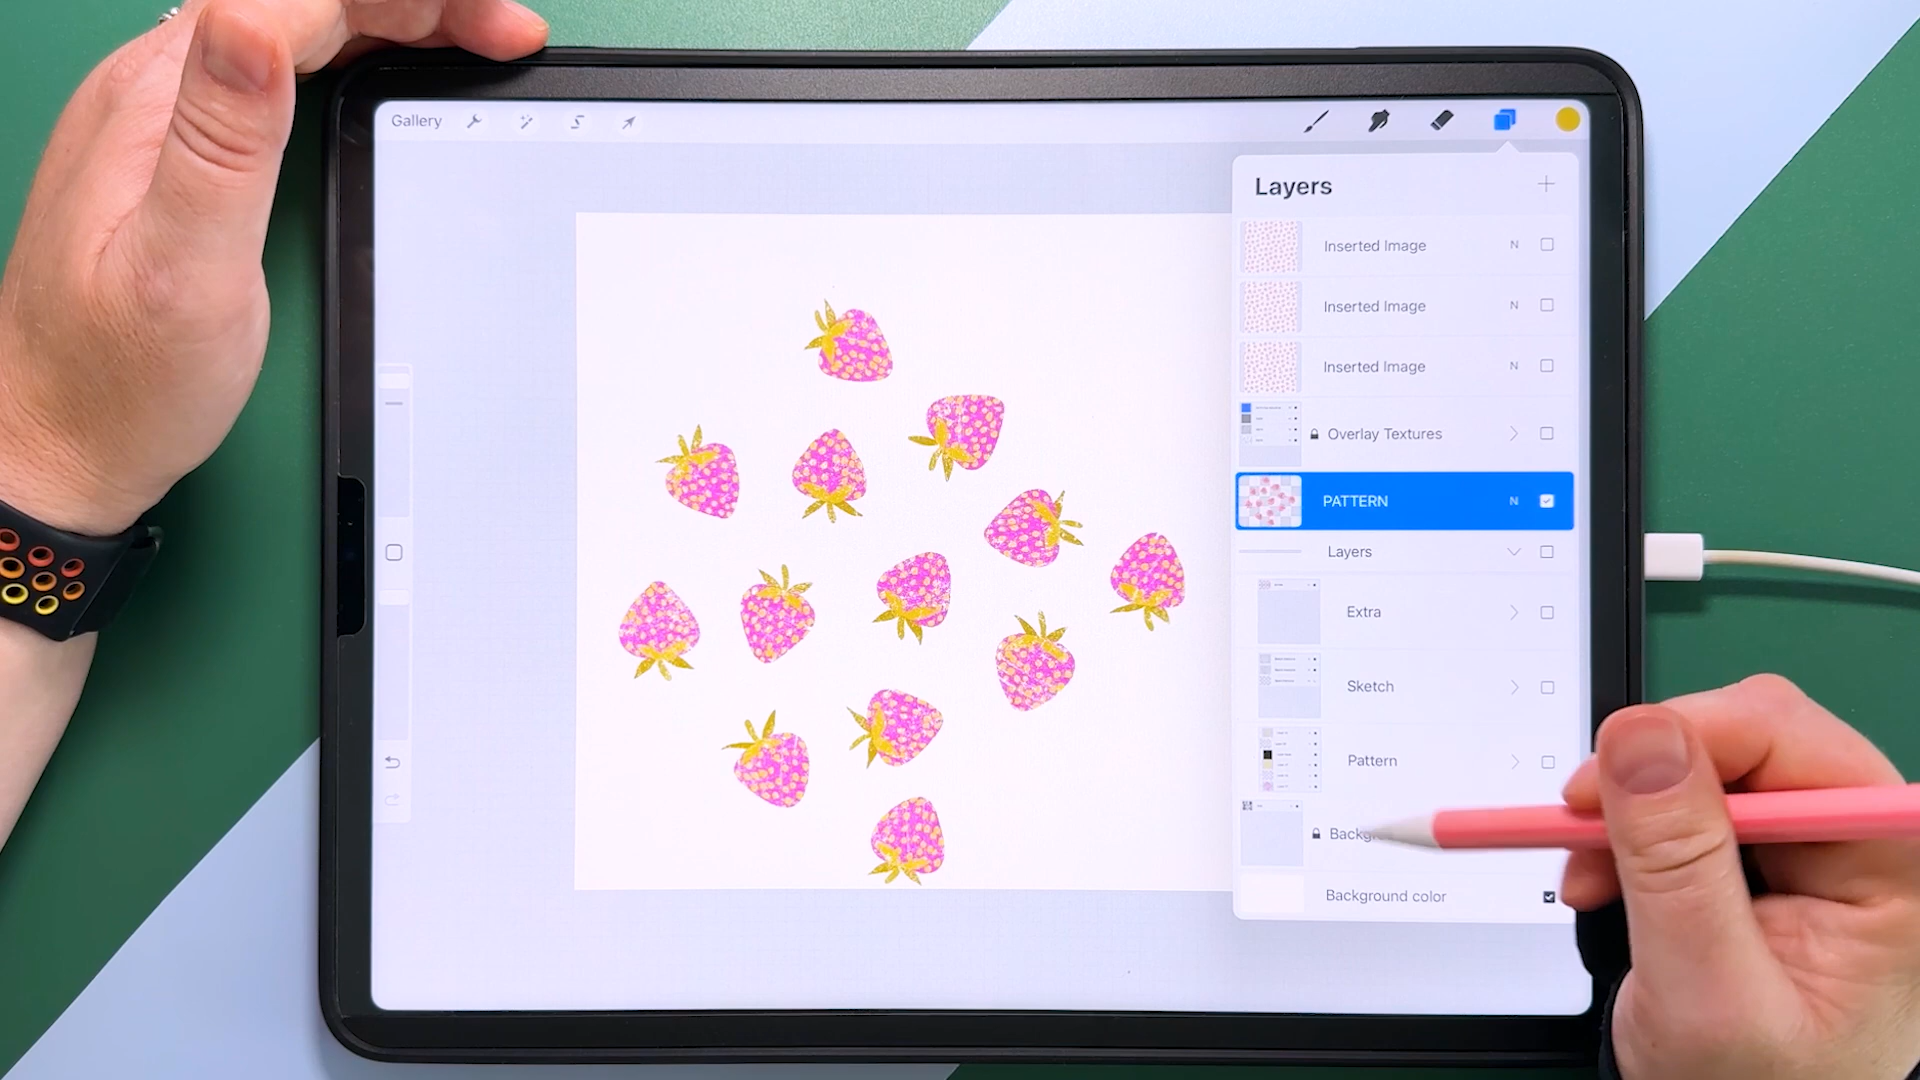 Gallery
Layers
Inserted Image N
Inserted Image N
Inserted Image N
Overlay Textures
PATTERN N
Layers
Extra
Sketch
Pattern
Background color